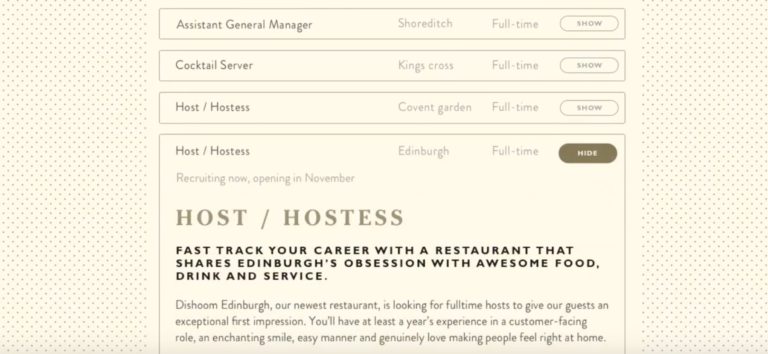 Assistant General Manager Shoreditch Full-time SHOW
Cocktail Server Kings cross Full-time SHOW
Host / Hostess Covent garden Full-time SHOW
Host / Hostess Edinburgh Full-time HIDE
Recruiting now, opening in November
HOST / HOSTESS
FAST TRACK YOUR CAREER WITH A RESTAURANT THAT
SHARES EDINBURGH'S OBSESSION WITH AWESOME FOOD,
DRINK AND SERVICE.
Dishoom Edinburgh, our newest restaurant, is looking for fulltime hosts to give our guests an
exceptional first impression. You'll have at least a year's experience in a customer-facing
role, an enchanting smile, easy manner and genuinely love making people feel right at home.